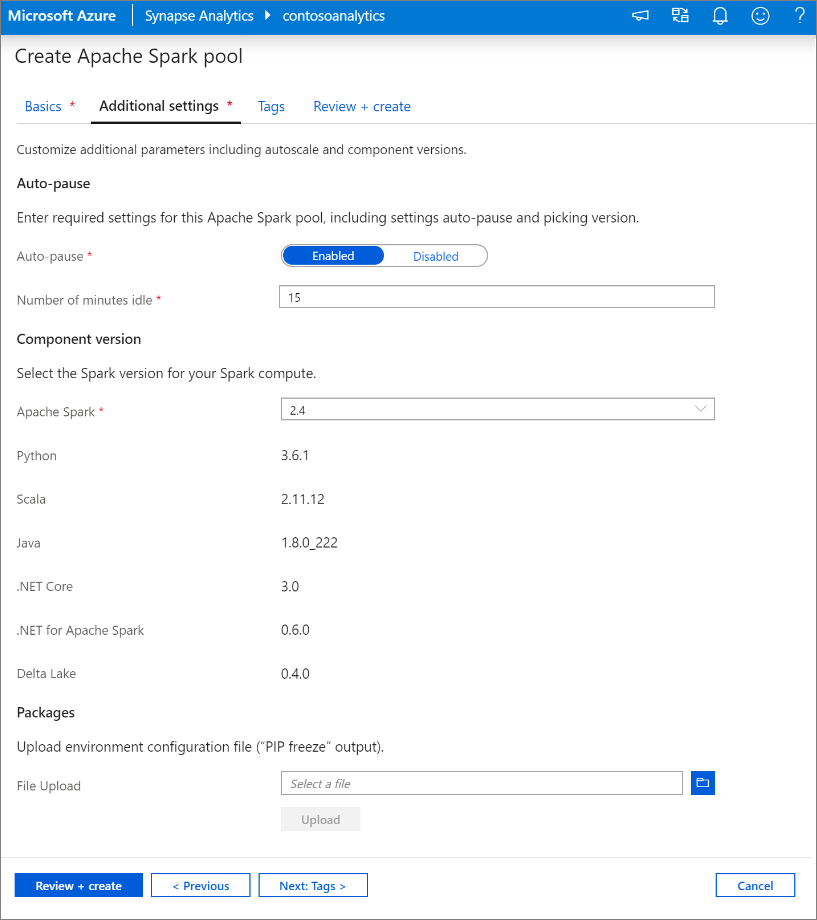 Microsoft Azure Synapse Analytics contosoanalytics ?
Create Apache Spark pool
Basics * Additional settings * Tags Review + create
Customize additional parameters including autoscale and component versions.
Auto-pause
Enter required settings for this Apache Spark pool, including settings auto-pause and picking version.
Auto-pause * Enabled Disabled
Number of minutes idle * 15
Component version
Select the Spark version for your Spark compute.
Apache Spark * 2.4
Python 3.6.1
Scala 2.11.12
Java 1.8.0_222
.NET Core 3.0
.NET for Apache Spark 0.6.0
Delta Lake 0.4.0
Packages
Upload environment configuration file (“PIP freeze” output).
File Upload Select a file
Upload
Review + create < Previous Next: Tags > Cancel